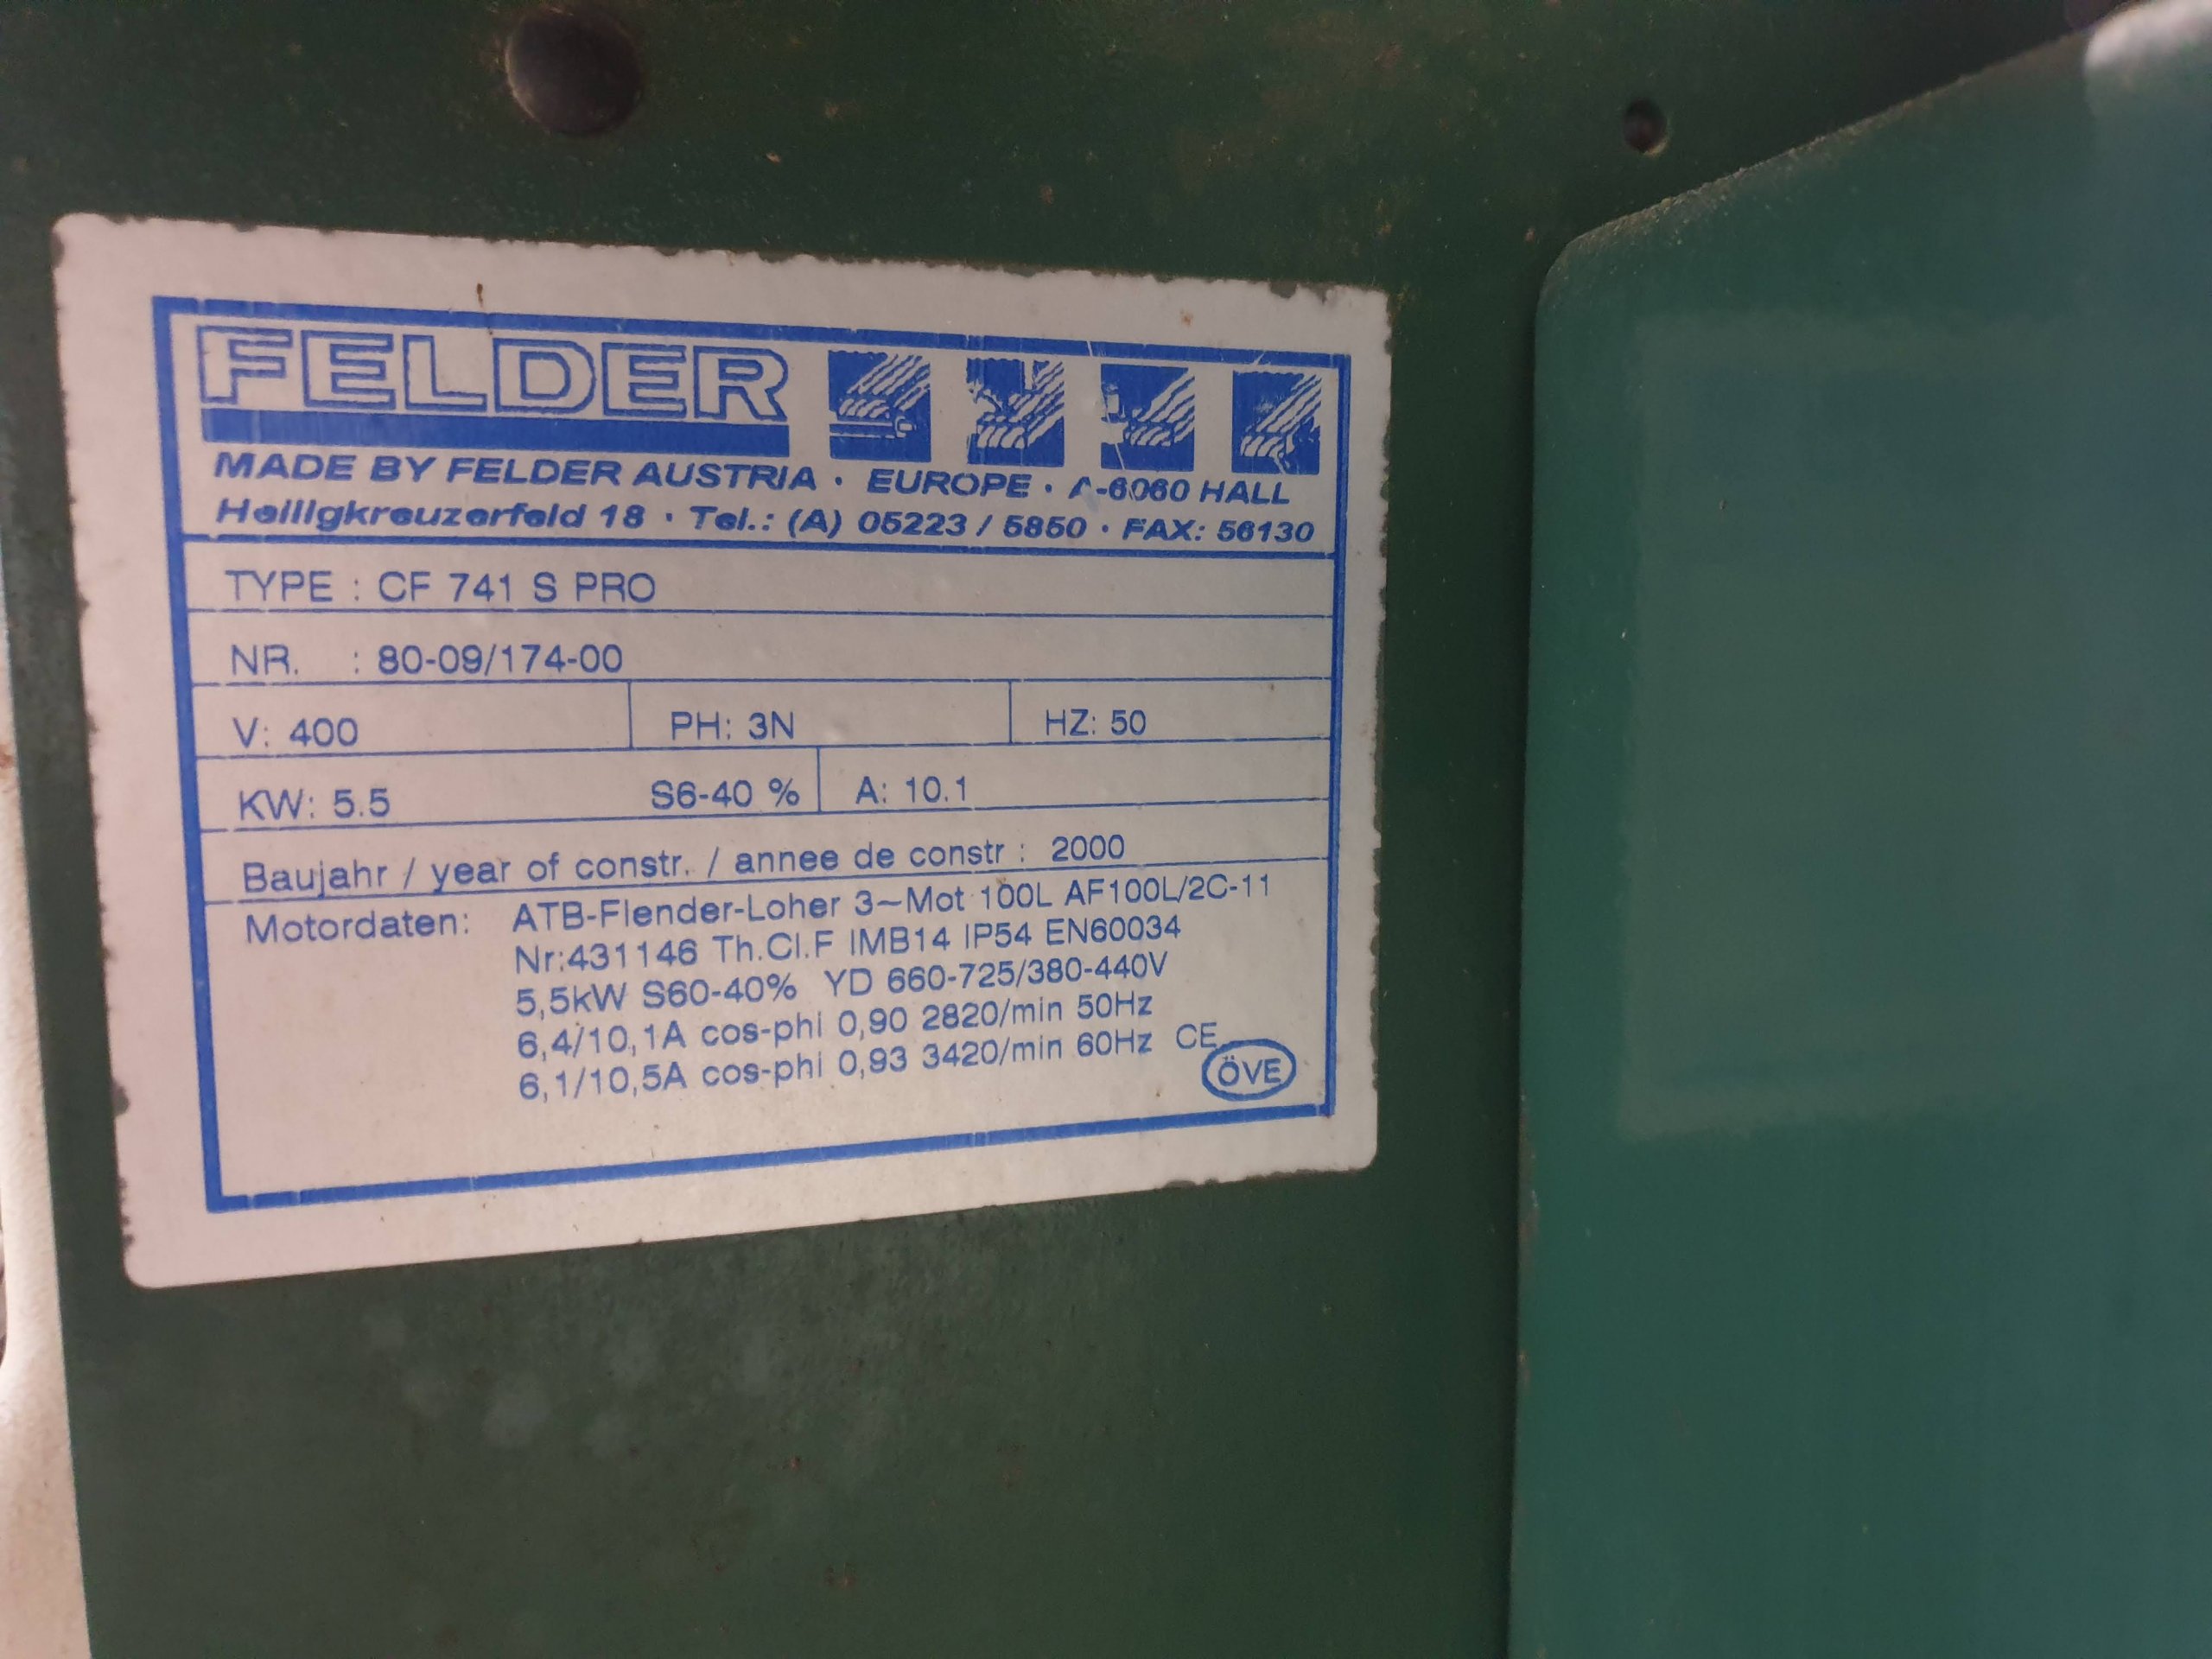 FELDER
MADE BY FELDER AUSTRIA · EUROPE · A-6060 HALL
Heiligkreuzerfeld 18 · Tel.: (A) 05223 / 5850 · FAX: 56130
TYPE : CF 741 S PRO
NR. : 80-09/174-00
V: 400 PH: 3N HZ: 50
KW: 5.5 S6-40 % A: 10.1
Baujahr / year of constr. / annee de constr : 2000
Motordaten: ATB-Flender-Loher 3~Mot 100L AF100L/2C-11
Nr:431146 Th.Cl.F IMB14 IP54 EN60034
5,5kW S60-40% YD 660-725/380-440V
6,4/10,1A cos-phi 0,90 2820/min 50Hz
6,1/10,5A cos-phi 0,93 3420/min 60Hz CE
ÖVE